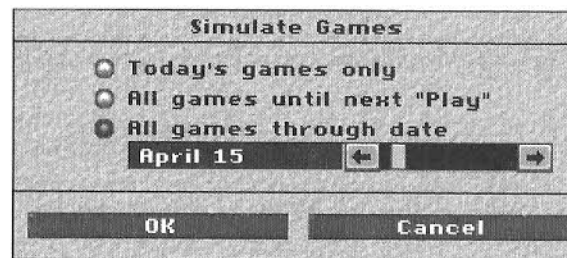 Simulate Games
Today's games only
All games until next "Play"
All games through date
April 15
OK
Cancel